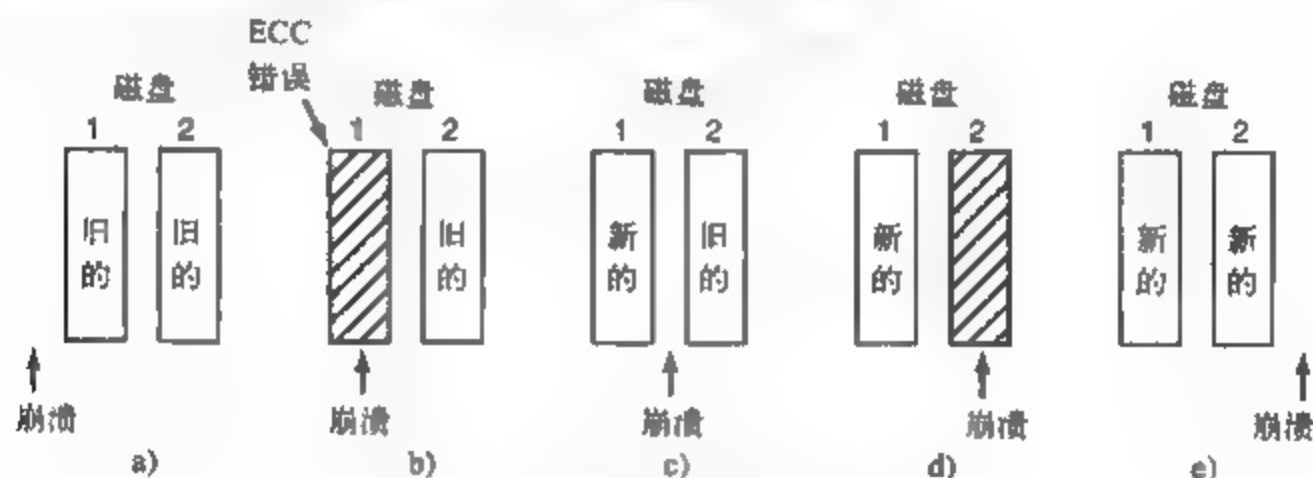 ECC
错误
磁盘 磁盘 磁盘 磁盘 磁盘
1 2 1 2 1 2 1 2 1 2
旧的 旧的 旧的 新的 旧的 新的 新的 新的
崩溃 崩溃 崩溃 崩溃 崩溃
a) b) c) d) e)